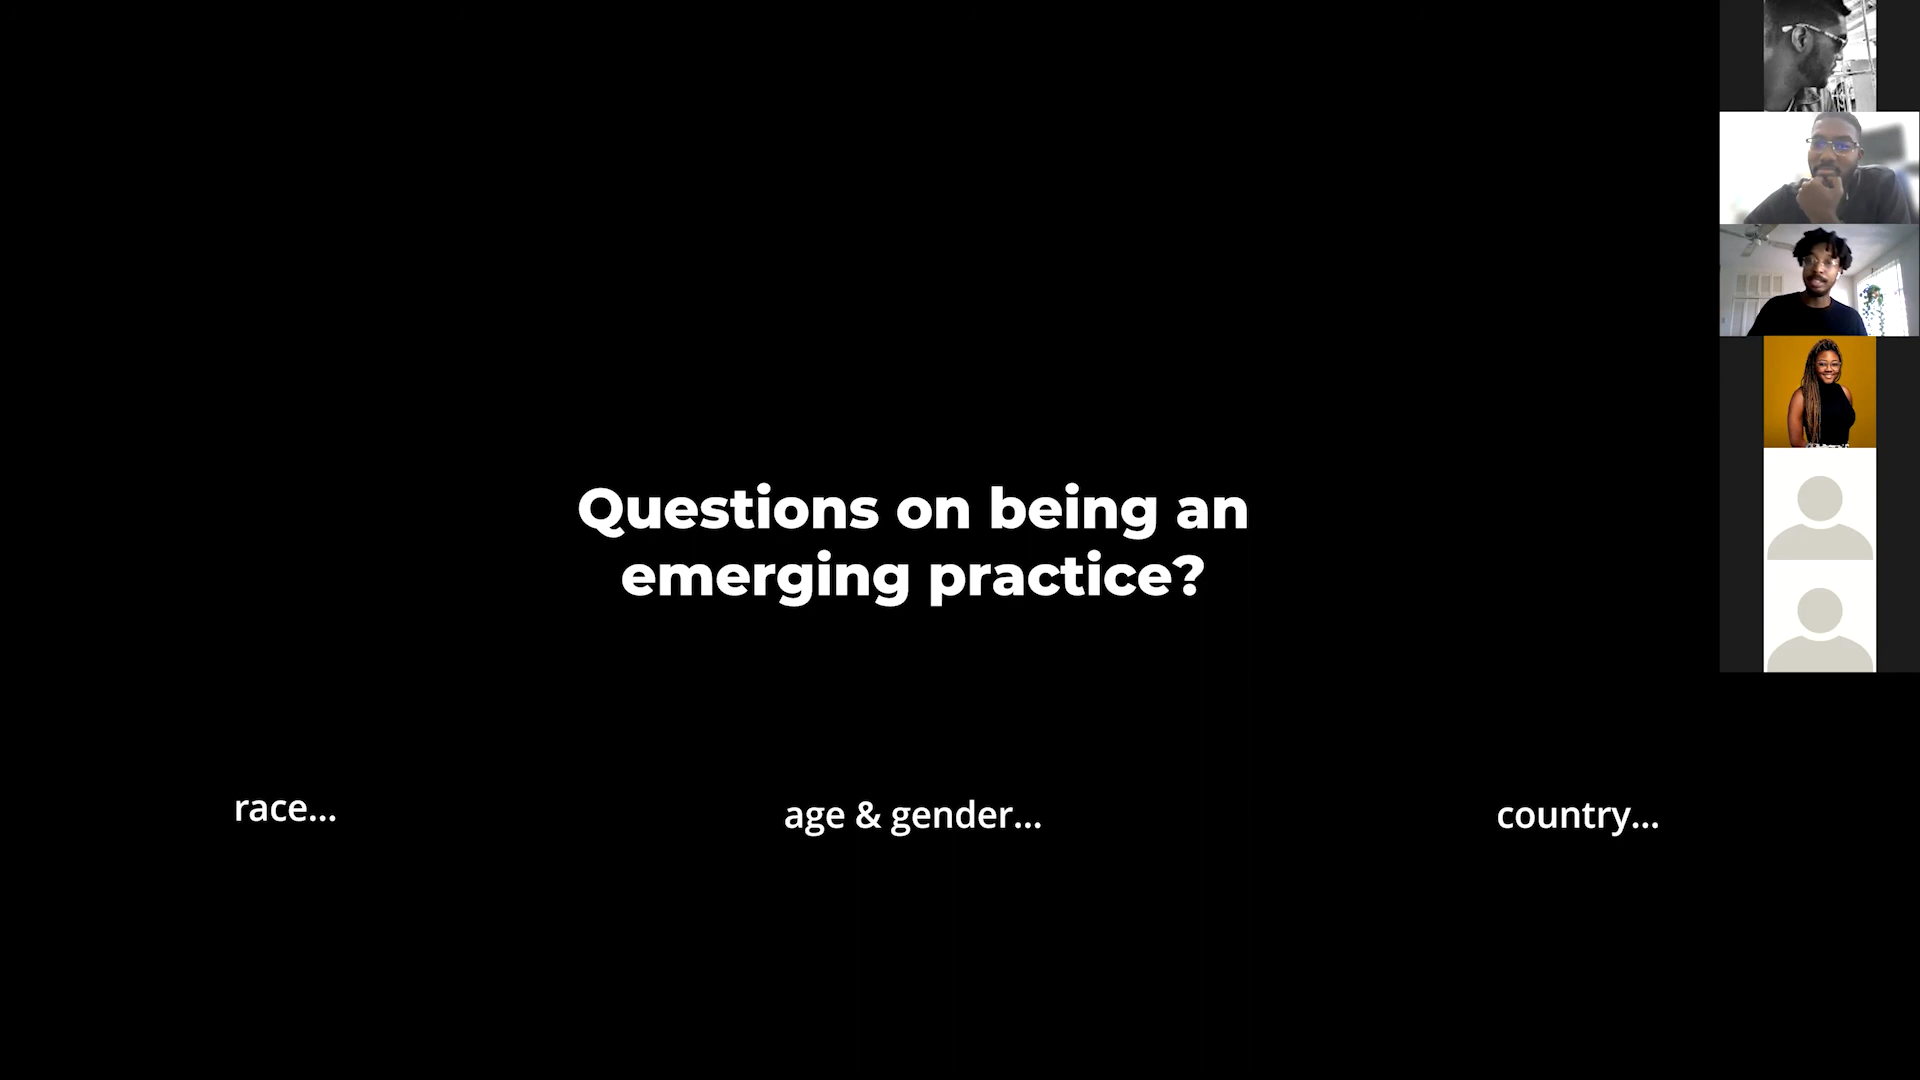 Questions on being an
emerging practice?
race...
age & gender...
country...